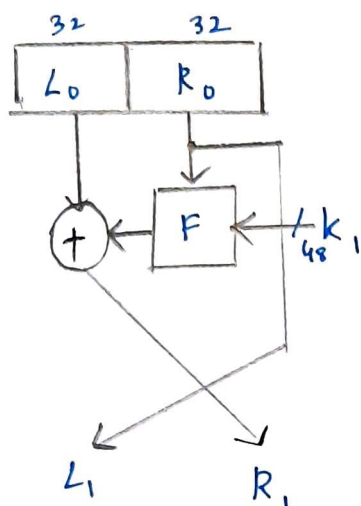 32 32
L₀ R₀
+ F K₁
48
L₁ R₁